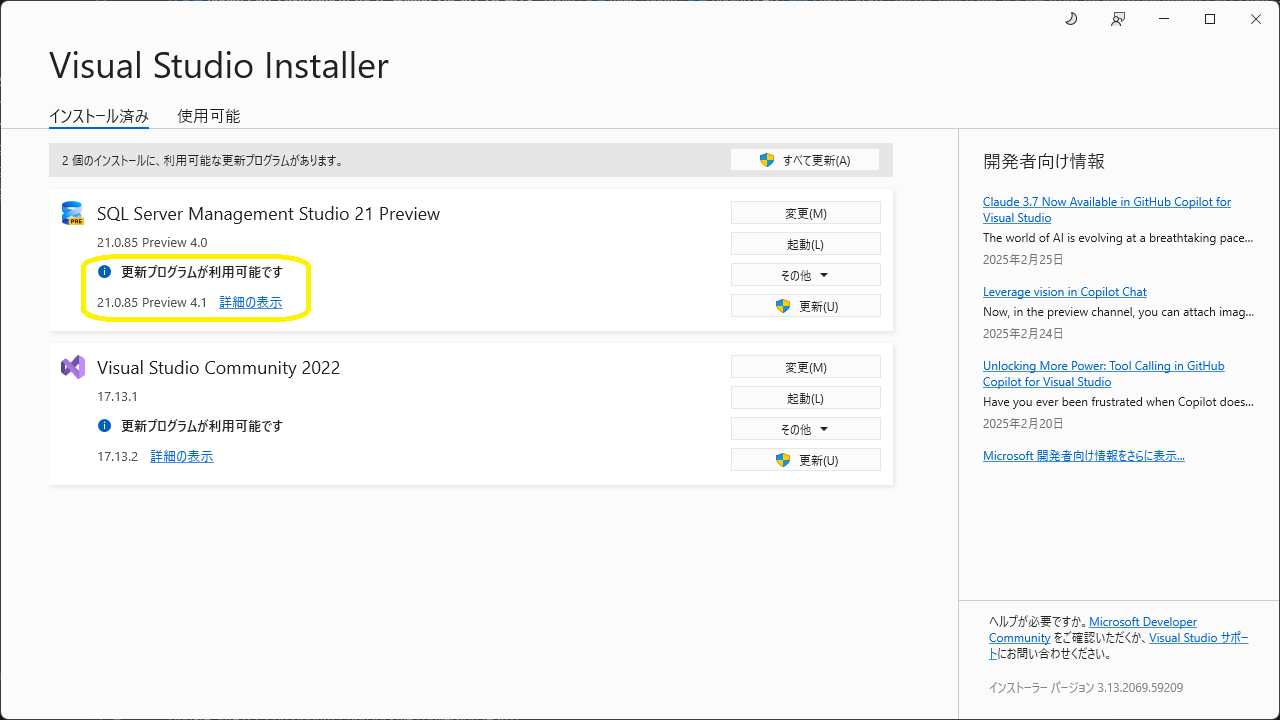 Visual Studio Installer
インストール済み
使用可能
2 個のインストールに、利用可能な更新プログラムがあります。
すべて更新(A)
PRE
SQL Server Management Studio 21 Preview
21.0.85 Preview 4.0
更新プログラムが利用可能です
21.0.85 Preview 4.1 詳細の表示
変更(M)
起動(L)
その他
更新(U)
Visual Studio Community 2022
17.13.1
更新プログラムが利用可能です
17.13.2 詳細の表示
変更(M)
起動(L)
その他
更新(U)
開発者向け情報
Claude 3.7 Now Available in GitHub Copilot for
Visual Studio
The world of AI is evolving at a breathtaking pace...
2025年2月25日
Leverage vision in Copilot Chat
Now, in the preview channel, you can attach imag...
2025年2月24日
Unlocking More Power: Tool Calling in GitHub
Copilot for Visual Studio
Have you ever been frustrated when Copilot does...
2025年2月20日
Microsoft 開発者向け情報をさらに表示...
ヘルプが必要ですか。Microsoft Developer
Community をご確認いただくか、Visual Studio サポー
トにお問い合わせください。
インストーラー バージョン 3.13.2069.59209